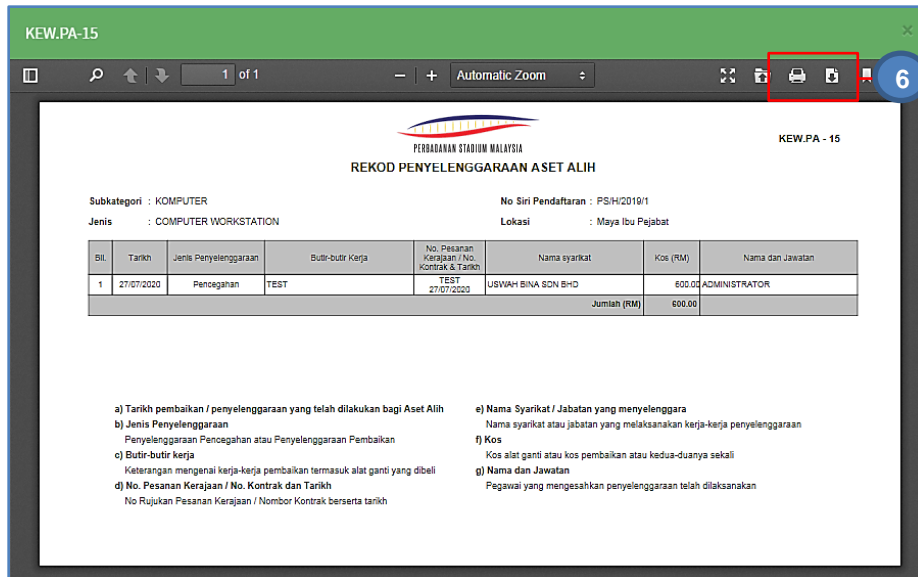 KEW.PA-15
×
1 of 1
Automatic Zoom
6
PERBADANAN STADIUM MALAYSIA
KEW.PA - 15
REKOD PENYELENGGARAAN ASET ALIH
Subkategori : KOMPUTER
No Siri Pendaftaran : PS/H/2019/1
Jenis : COMPUTER WORKSTATION
Lokasi : Maya Ibu Pejabat
Bil. Tarikh Jenis Penyelenggaraan Butir-butir Kerja No. Pesanan Kerajaan / No. Kontrak & Tarikh Nama syarikat Kos (RM) Nama dan Jawatan
1 27/07/2020 Pencegahan TEST TEST 27/07/2020 USWAH BINA SDN BHD 600.00 ADMINISTRATOR
Jumlah (RM) 600.00
a) Tarikh pembaikan / penyelenggaraan yang telah dilakukan bagi Aset Alih
b) Jenis Penyelenggaraan
Penyelenggaraan Pencegahan atau Penyelenggaraan Pembaikan
c) Butir-butir kerja
Keterangan mengenai kerja-kerja pembaikan termasuk alat ganti yang dibeli
d) No. Pesanan Kerajaan / No. Kontrak dan Tarikh
No Rujukan Pesanan Kerajaan / Nombor Kontrak berserta tarikh
e) Nama Syarikat / Jabatan yang menyelenggara
Nama syarikat atau jabatan yang melaksanakan kerja-kerja penyelenggaraan
f) Kos
Kos alat ganti atau kos pembaikan atau kedua-duanya sekali
g) Nama dan Jawatan
Pegawai yang mengesahkan penyelenggaraan telah dilaksanakan